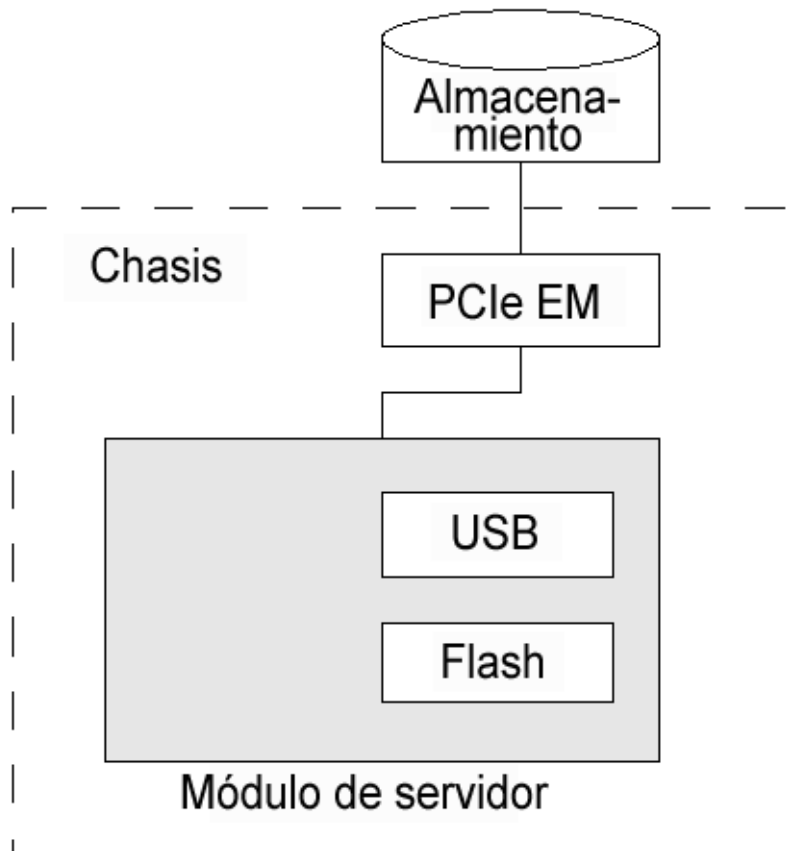 Almacena-
miento
Chasis
PCIe EM
USB
Flash
Módulo de servidor